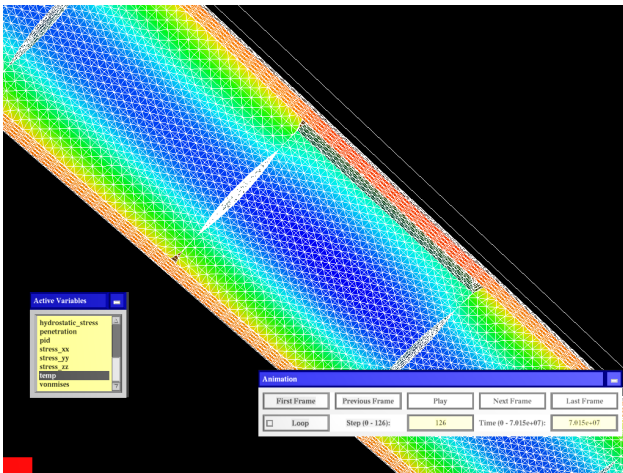 Active Variables
hydrostatic_stress
penetration
pid
stress_xx
stress_yy
stress_zz
temp
vonmises
Animation
First Frame Previous Frame Play Next Frame Last Frame
Loop Step (0 - 126): 126 Time (0 - 7.015e+07): 7.015e+07